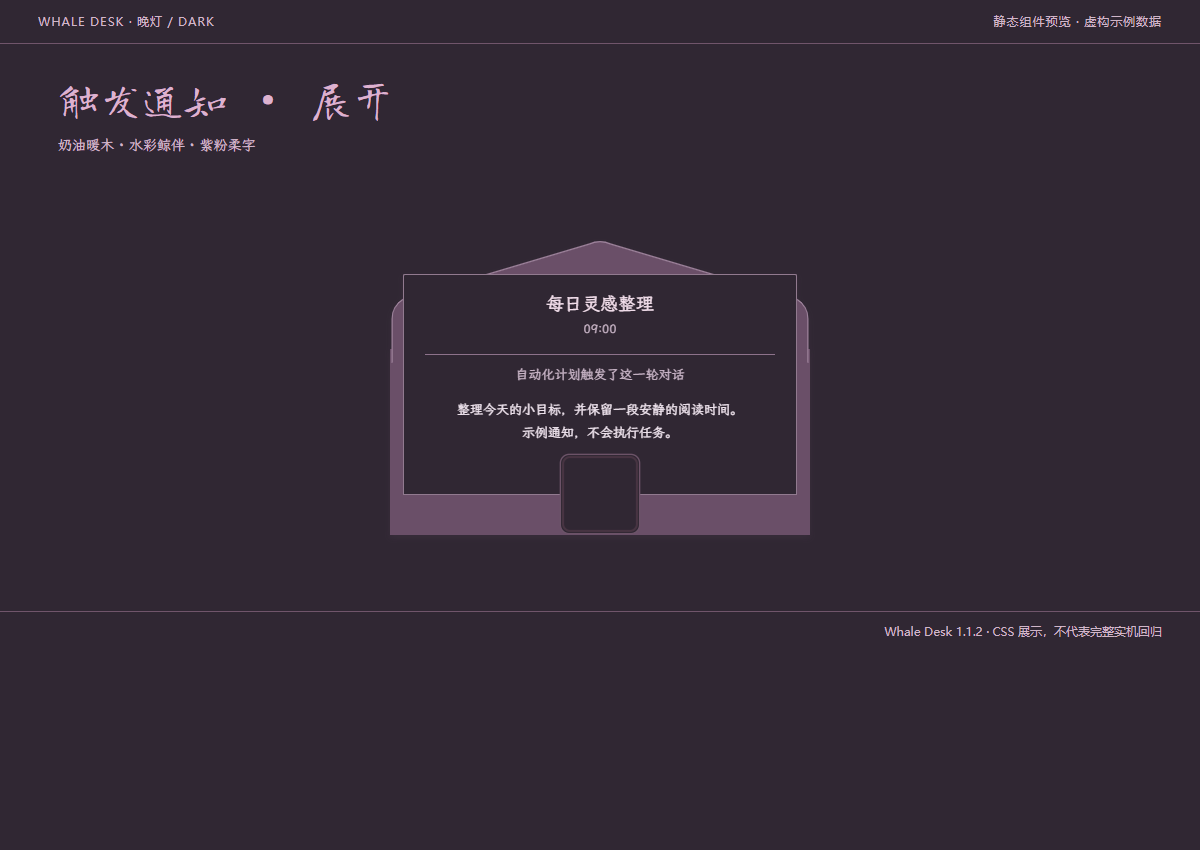 WHALE DESK · 晚灯 / DARK
静态组件预览 · 虚构示例数据
触发通知 · 展开
奶油暖木 · 水彩鲸伴 · 紫粉柔字
每日灵感整理
09:00
自动化计划触发了这一轮对话
整理今天的小目标，并保留一段安静的阅读时间。
示例通知，不会执行任务。
Whale Desk 1.1.2 · CSS 展示，不代表完整实机回归